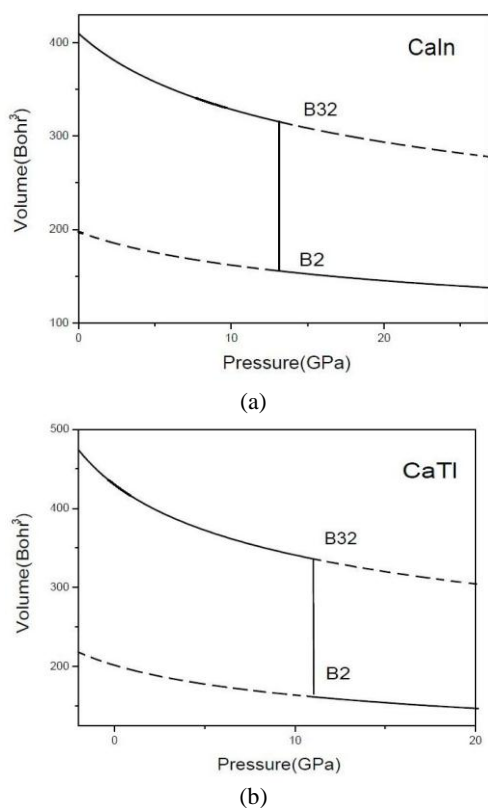 CaIn
400
B32
300
Volume(Bohr³)
200
B2
100
0
10
20
Pressure(GPa)
(a)
500
CaTl
400
B32
300
Volume(Bohr³)
200
B2
0
10
20
Pressure(GPa)
(b)